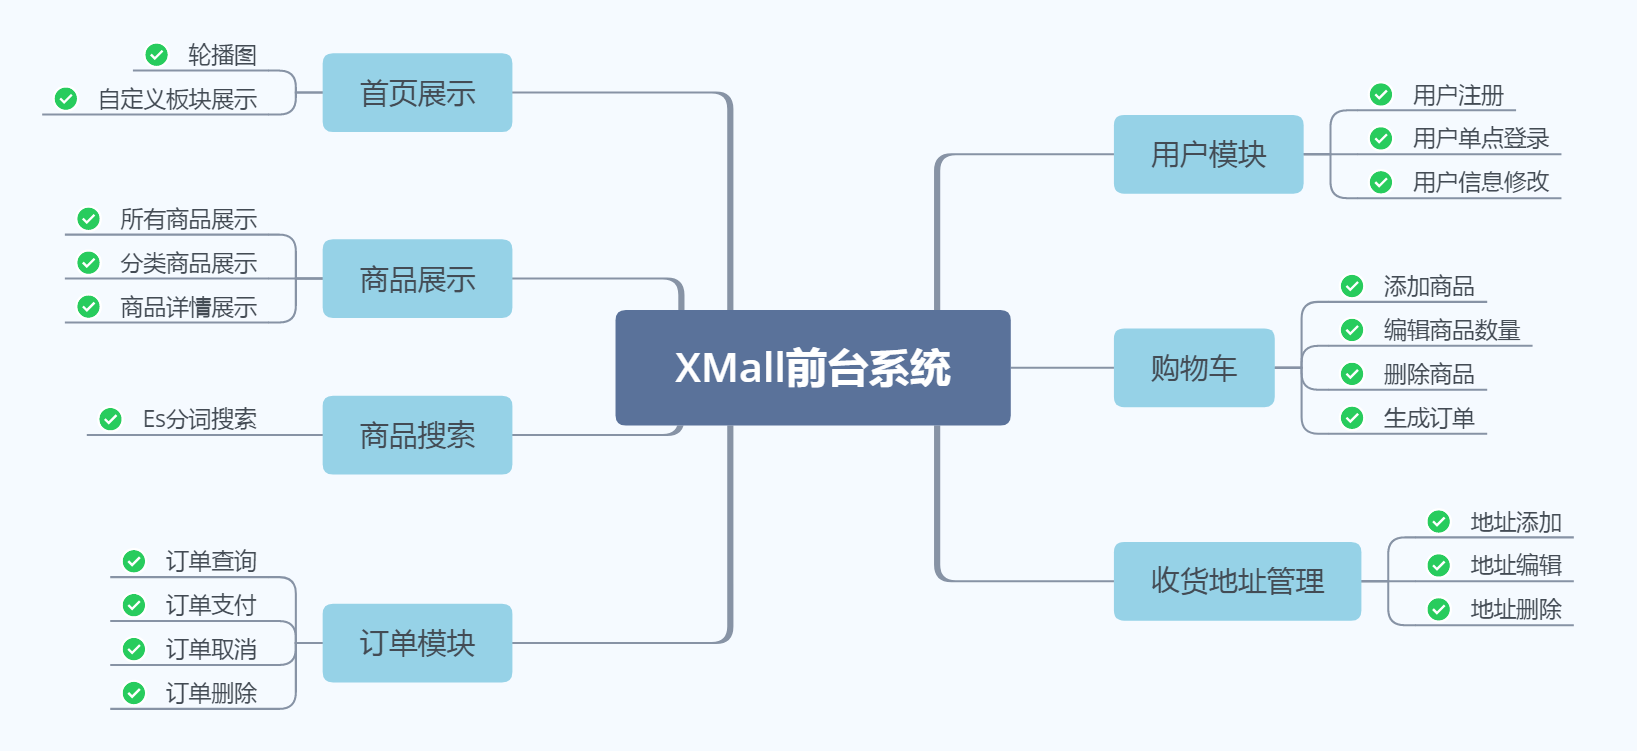 XMall前台系统
首页展示
轮播图
自定义板块展示
商品展示
所有商品展示
分类商品展示
商品详情展示
商品搜索
Es分词搜索
订单模块
订单查询
订单支付
订单取消
订单删除
用户模块
用户注册
用户单点登录
用户信息修改
购物车
添加商品
编辑商品数量
删除商品
生成订单
收货地址管理
地址添加
地址编辑
地址删除